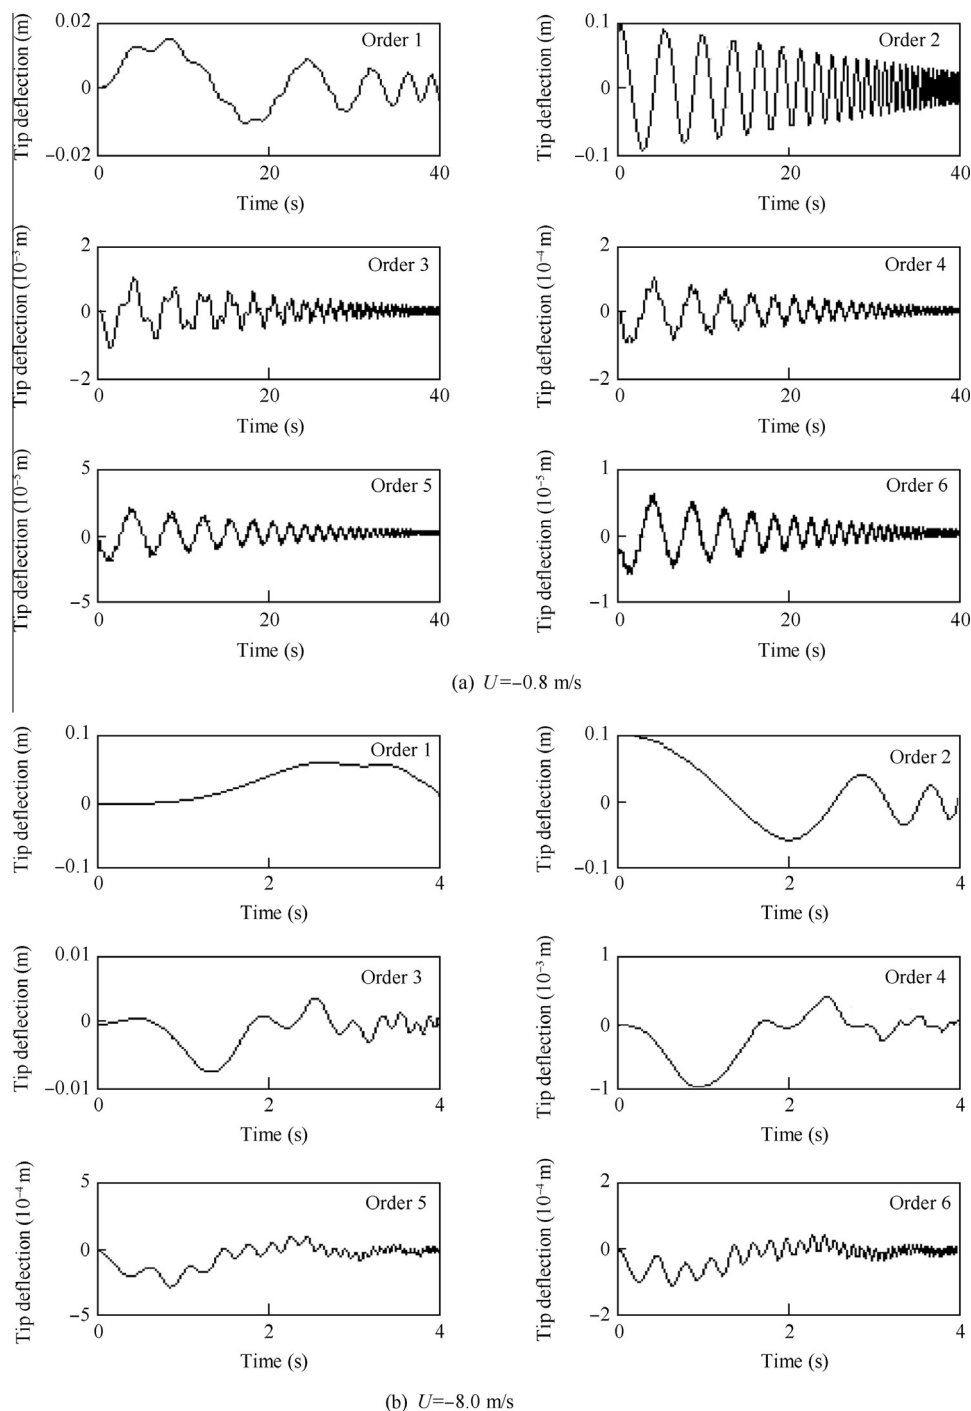 0.02
Order 1
Tip deflection (m)
0
−0.02
0
20
40
Time (s)
0.1
Order 2
Tip deflection (m)
0
−0.1
0
20
40
Time (s)
2
Order 3
Tip deflection (10⁻³ m)
0
−2
0
20
40
Time (s)
2
Order 4
Tip deflection (10⁻⁴ m)
0
−2
0
20
40
Time (s)
5
Order 5
Tip deflection (10⁻⁵ m)
0
−5
0
20
40
Time (s)
1
Order 6
Tip deflection (10⁻⁵ m)
0
−1
0
20
40
Time (s)
(a) U=−0.8 m/s
0.1
Order 1
Tip deflection (m)
0
−0.1
0
2
4
Time (s)
0.1
Order 2
Tip deflection (m)
0
−0.1
0
2
4
Time (s)
0.01
Order 3
Tip deflection (m)
0
−0.01
0
2
4
Time (s)
1
Order 4
Tip deflection (10⁻³ m)
0
−1
0
2
4
Time (s)
5
Order 5
Tip deflection (10⁻⁴ m)
0
−5
0
2
4
Time (s)
2
Order 6
Tip deflection (10⁻⁴ m)
0
−2
0
2
4
Time (s)
(b) U=−8.0 m/s